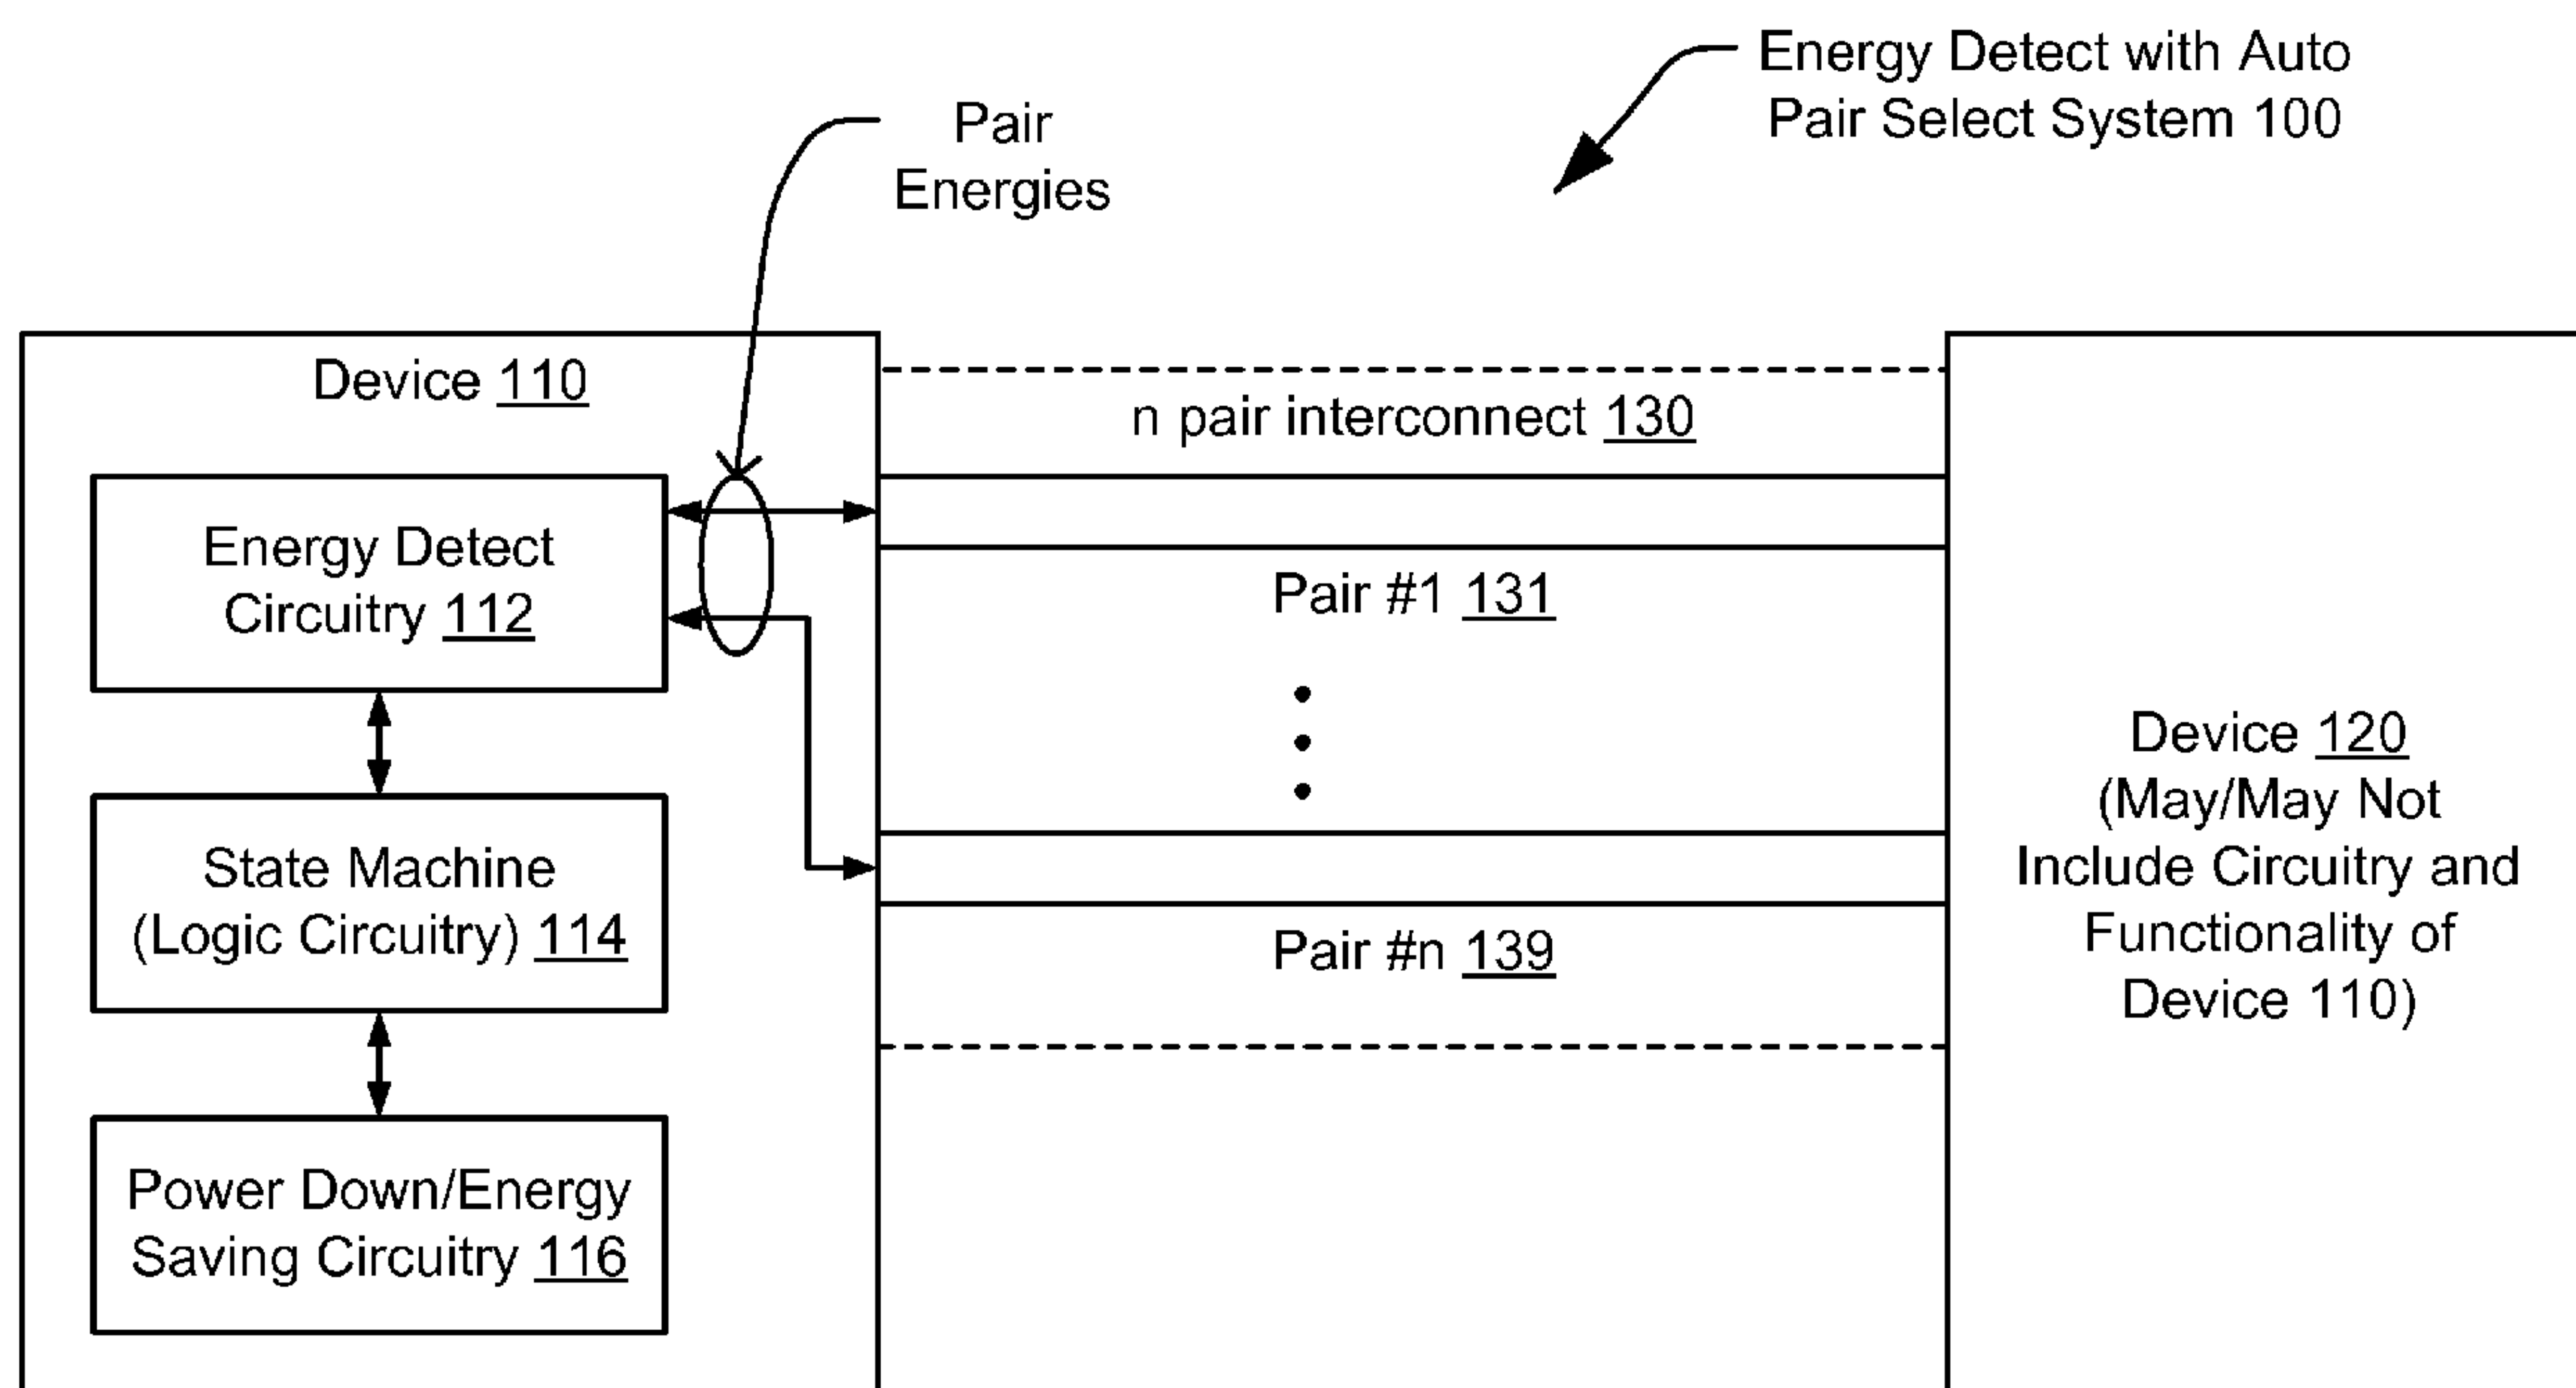 Energy Detect with Auto
Pair Select System 100
Pair
Energies
Device 110
n pair interconnect 130
Energy Detect
Circuitry 112
Pair #1 131
State Machine
(Logic Circuitry) 114
Pair #n 139
Power Down/Energy
Saving Circuitry 116
Device 120
(May/May Not
Include Circuitry and
Functionality of
Device 110)